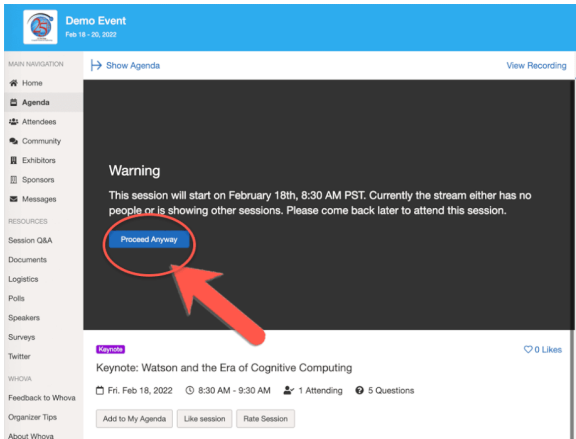 Demo Event
Feb 18 - 20, 2022
MAIN NAVIGATION
Home
Agenda
Attendees
Community
Exhibitors
Sponsors
Messages
RESOURCES
Session Q&A
Documents
Logistics
Polls
Speakers
Surveys
Twitter
WHOVA
Feedback to Whova
Organizer Tips
About Whova
Show Agenda
View Recording
Warning
This session will start on February 18th, 8:30 AM PST. Currently the stream either has no
people or is showing other sessions. Please come back later to attend this session.
Proceed Anyway
Keynote
0 Likes
Keynote: Watson and the Era of Cognitive Computing
Fri. Feb 18, 2022 8:30 AM - 9:30 AM 1 Attending 5 Questions
Add to My Agenda Like session Rate Session